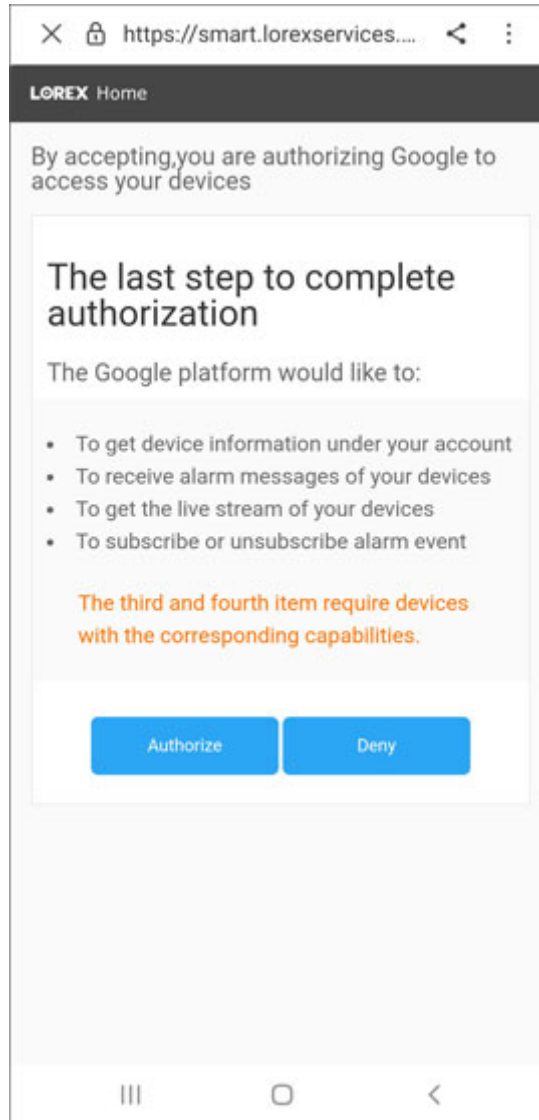 https://smart.lorexservices....
LOREX Home
By accepting,you are authorizing Google to
access your devices
The last step to complete
authorization
The Google platform would like to:
• To get device information under your account
• To receive alarm messages of your devices
• To get the live stream of your devices
• To subscribe or unsubscribe alarm event
The third and fourth item require devices
with the corresponding capabilities.
Authorize
Deny